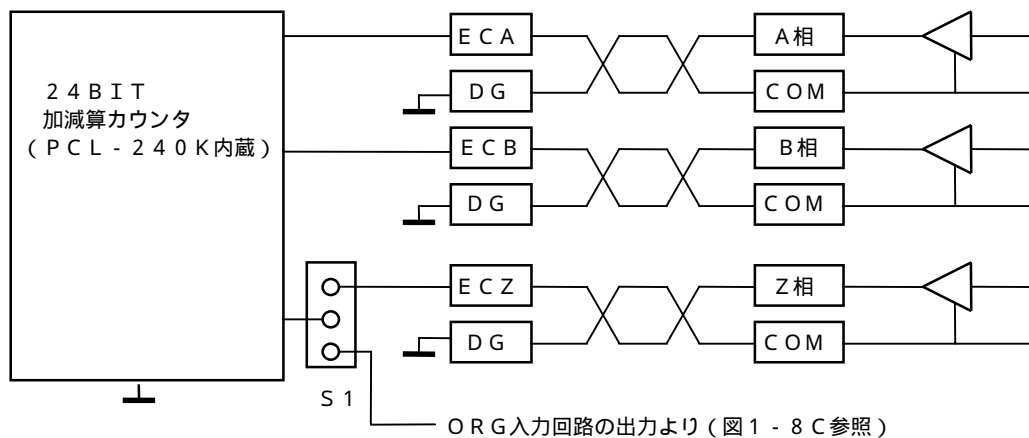 ECA
A相
DG
COM
24BIT
加減算カウンタ
(PCL-240K内蔵)
ECB
B相
DG
COM
ECZ
Z相
DG
COM
S1
ORG入力回路の出力より(図1-8C参照)